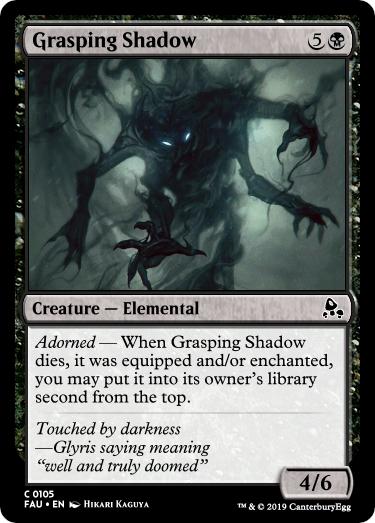 Grasping Shadow 5
Creature — Elemental
Adorned — When Grasping Shadow
dies, it was equipped and/or enchanted,
you may put it into its owner's library
second from the top.
Touched by darkness
—Glyris saying meaning
"well and truly doomed"
4/6
C 0105
FAU • EN Hikari Kaguya
™ & © 2019 CanterburyEgg